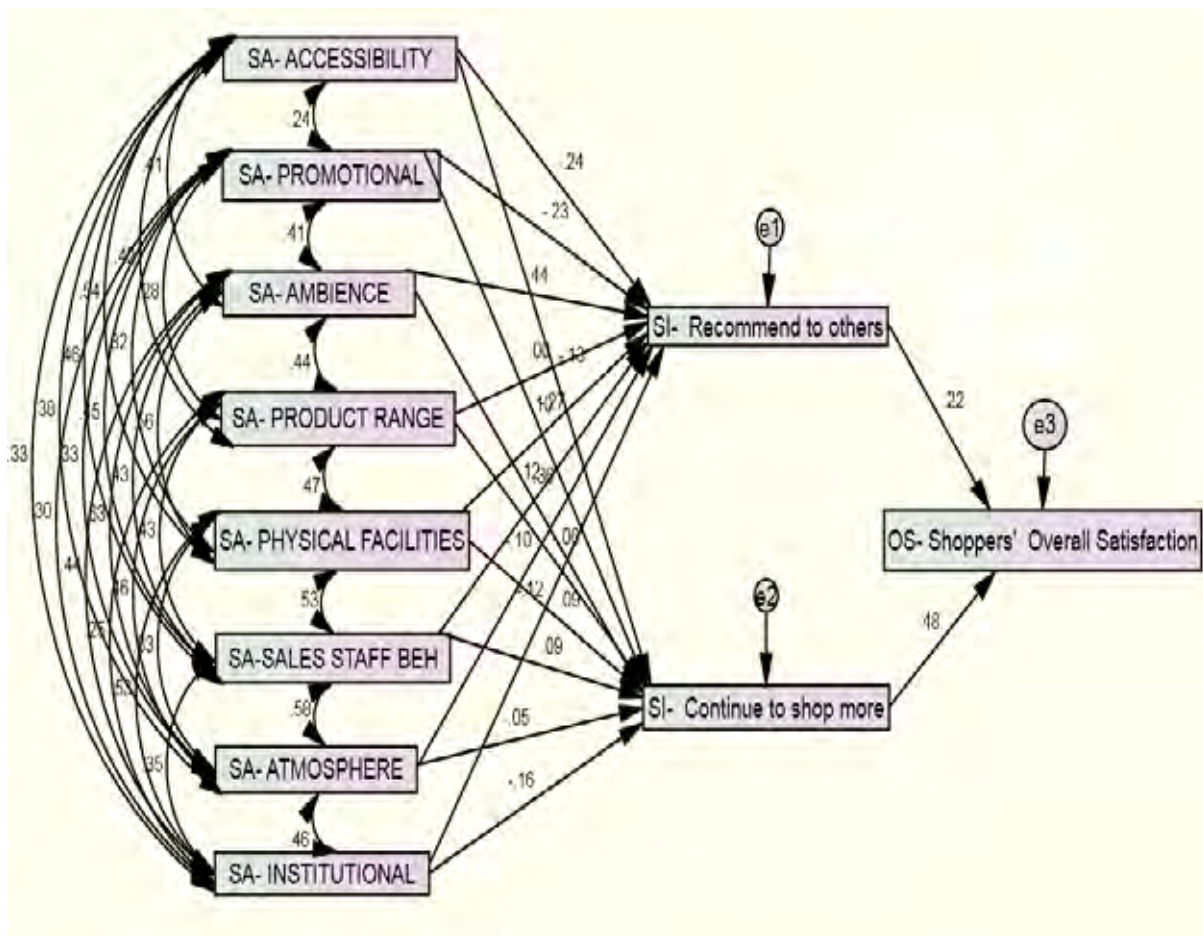 SA- ACCESSIBILITY
.24
SA- PROMOTIONAL
.41
SA- AMBIENCE
.44
SA- PRODUCT RANGE
.47
SA- PHYSICAL FACILITIES
.53
SA-SALES STAFF BEH
.58
SA- ATMOSPHERE
46
SA- INSTITUTIONAL
.41
.28
.54
46
38
.33
33
30
43
43
44
46
35
.24
-.23
.44
.12
.10
.09
.09
-.05
-.16
e1
SI- Recommend to others
.22
e3
OS- Shoppers' Overall Satisfaction
e2
.48
SI- Continue to shop more